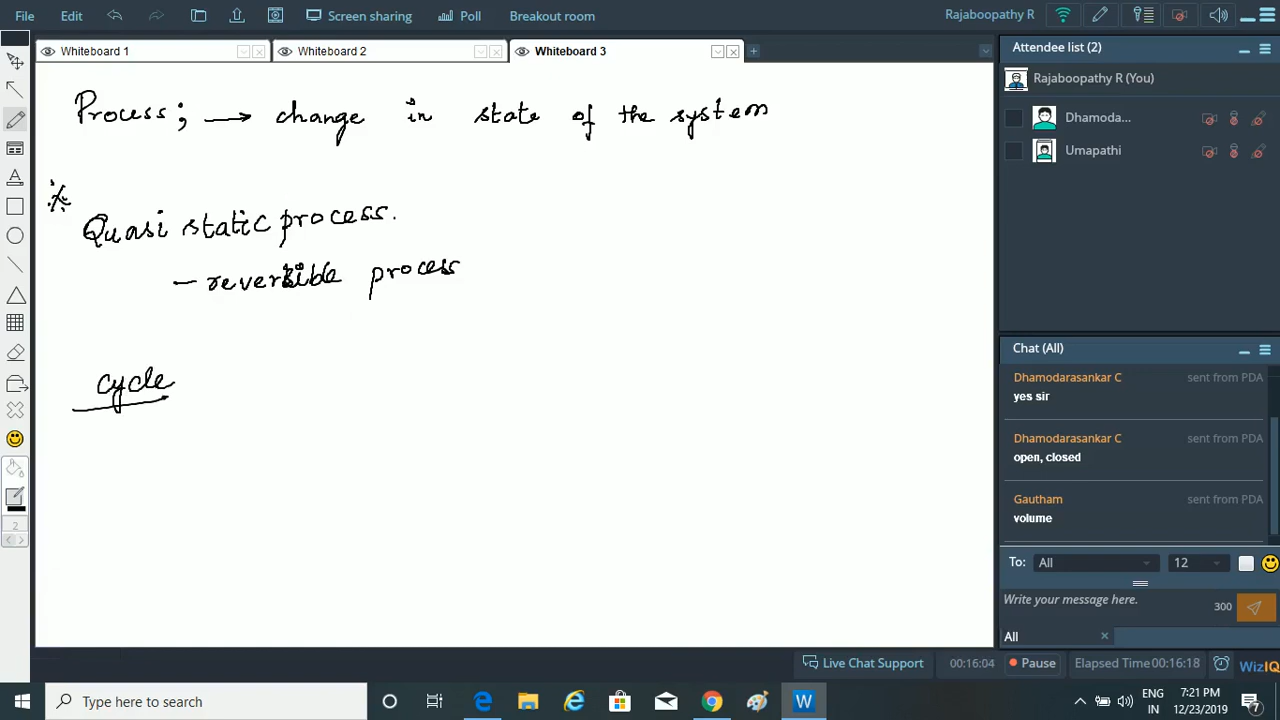 File Edit Screen sharing Poll Breakout room Rajaboopathy R
Whiteboard 1 Whiteboard 2 Whiteboard 3
Attendee list (2)
Rajaboopathy R (You)
Dhamoda...
Umapathi
Process; → change in state of the system
Quasi static process.
– reversible process
cycle
Chat (All)
Dhamodarasankar C sent from PDA
yes sir
Dhamodarasankar C sent from PDA
open, closed
Gautham sent from PDA
volume
To: All 12
Write your message here. 300
All
2
Live Chat Support 00:16:04 Pause Elapsed Time 00:16:18 WizIQ
Type here to search
ENG 7:21 PM
IN 12/23/2019 7